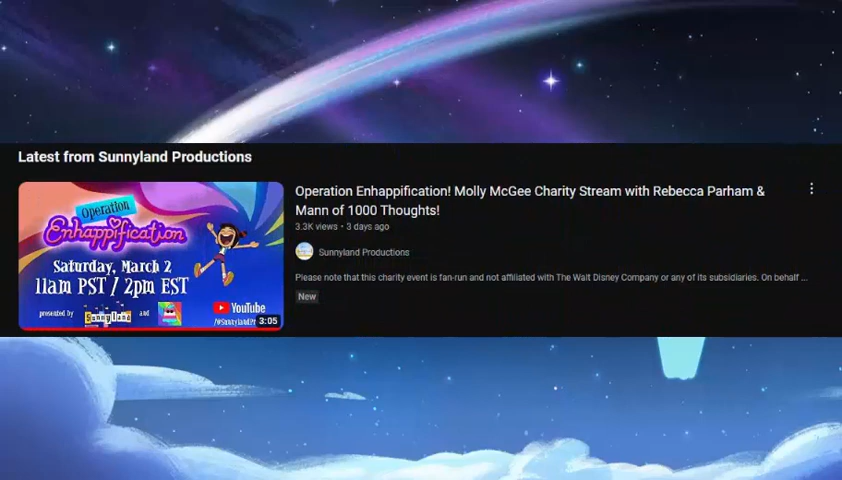 Latest from Sunnyland Productions
Operation Enhappification! Molly McGee Charity Stream with Rebecca Parham &
Mann of 1000 Thoughts!
3.3K views • 3 days ago
Sunnyland Productions
Please note that this charity event is fan-run and not affiliated with The Walt Disney Company or any of its subsidiaries. On behalf ...
New
Operation
Enhappification
Saturday, March 2
11am PST / 2pm EST
presented by Sunnyland and
YouTube
3:05